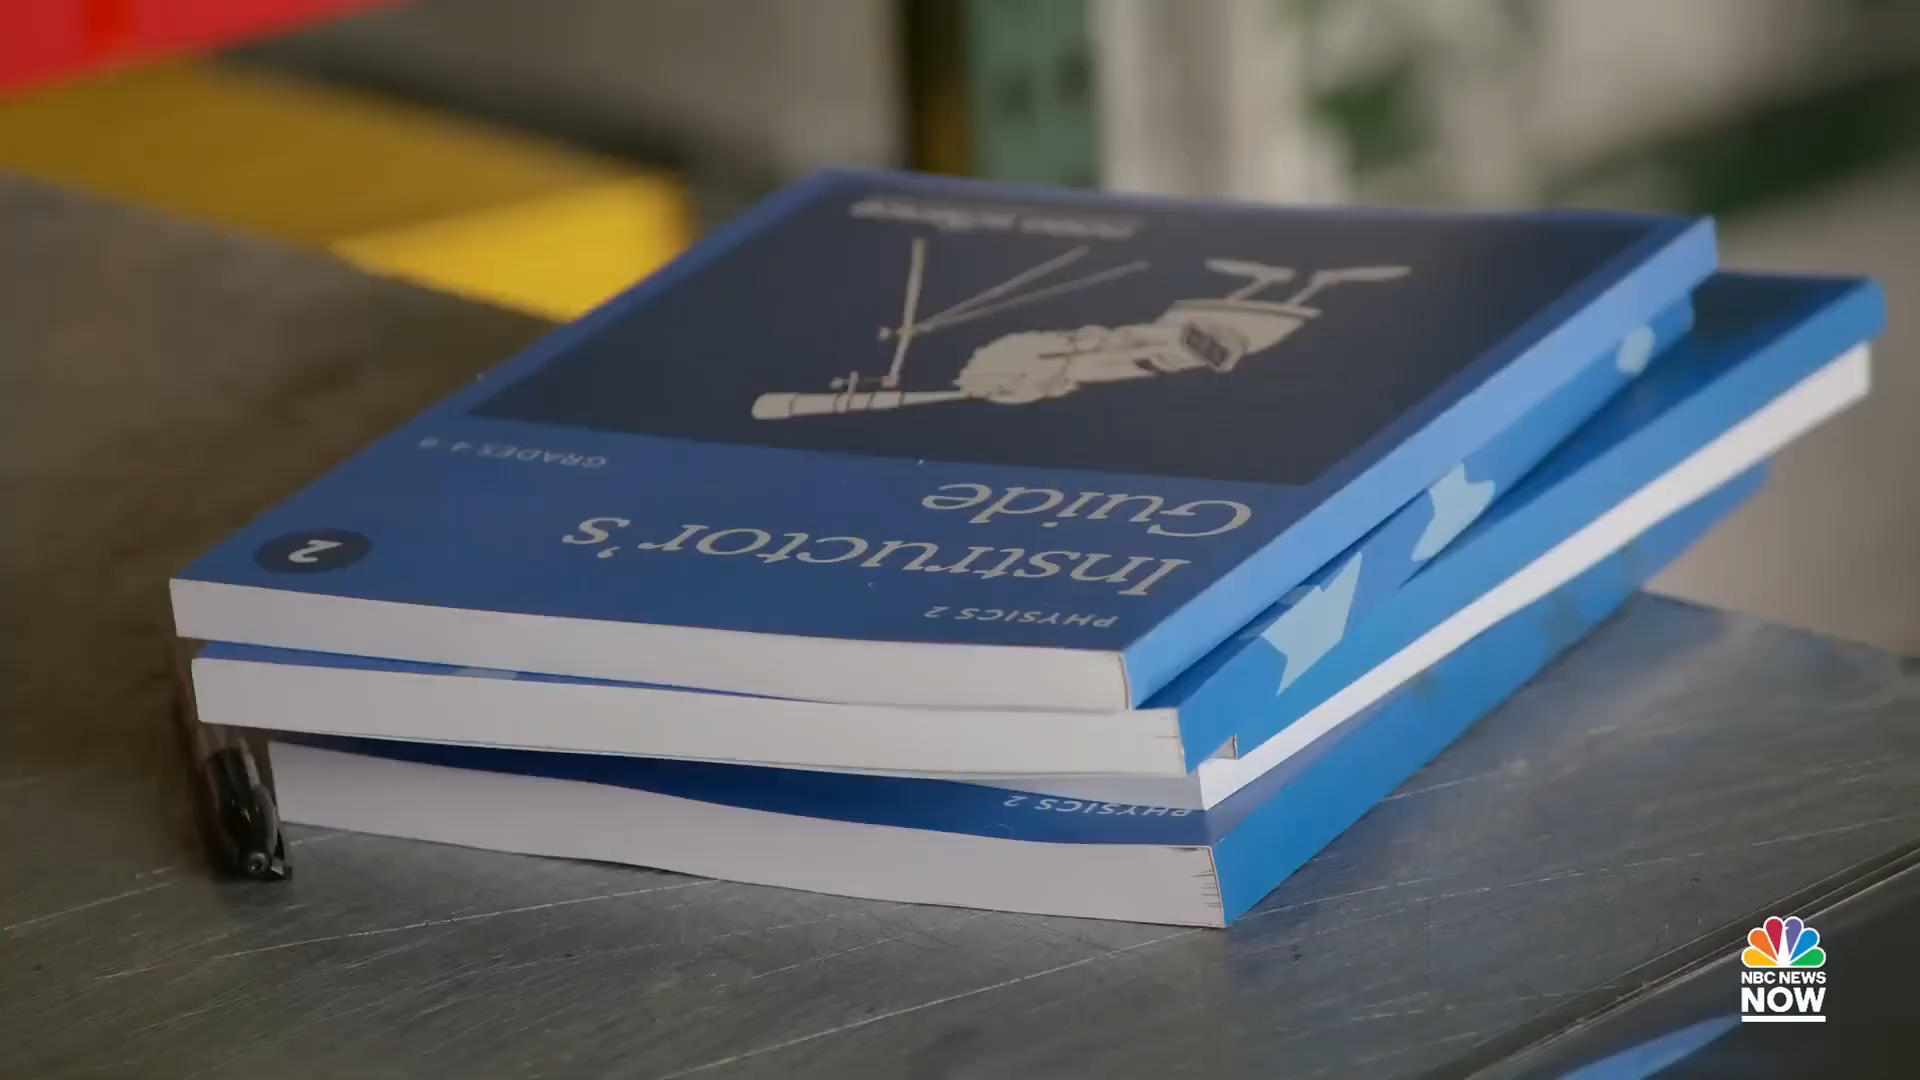 PHYSICS 2
Instructor's
Guide
GRADES 4-8
2
PHYSICS 2
NBC NEWS
NOW